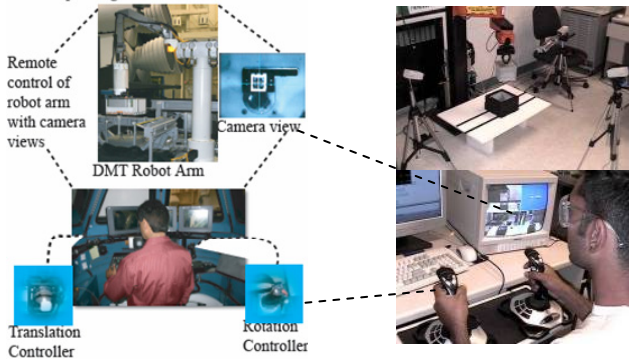 Remote
control of
robot arm
with camera
views
Camera view
DMT Robot Arm
Translation
Controller
Rotation
Controller